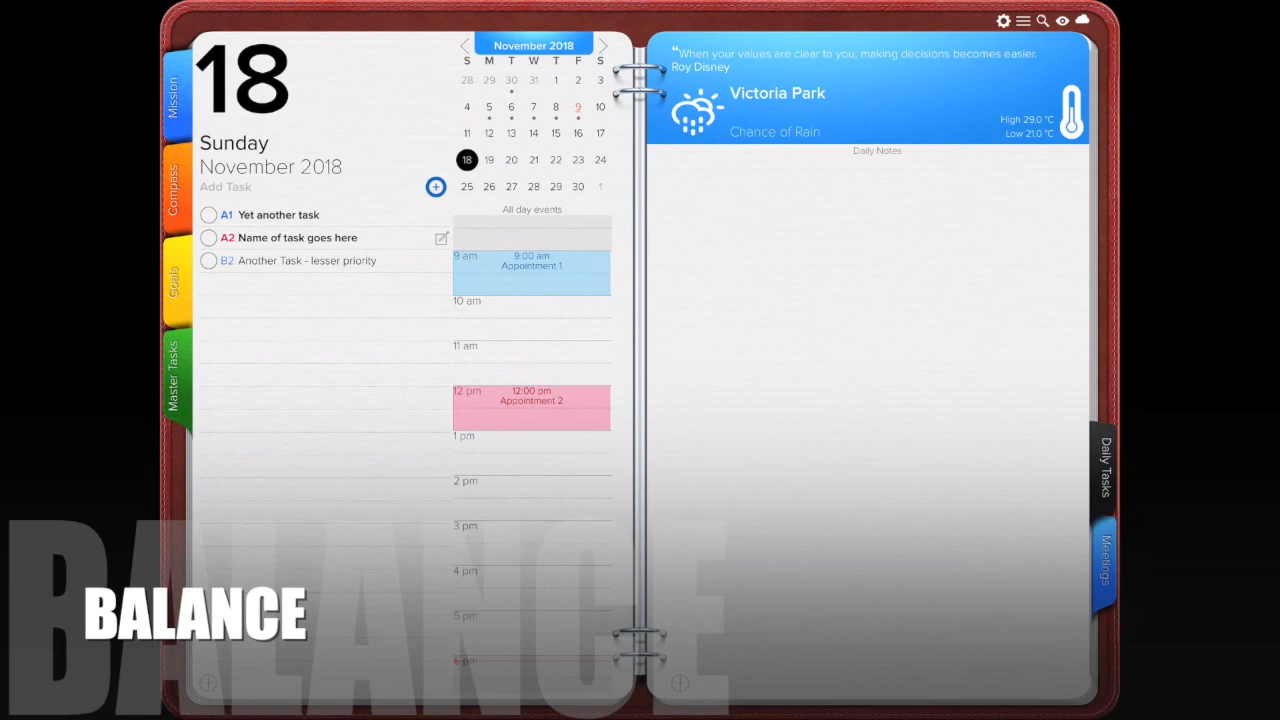 Mission
Compass
Goals
Master Tasks
18
Sunday
November 2018
Add Task
A1 Yet another task
A2 Name of task goes here
B2 Another Task - lesser priority
November 2018
S M T W T F S
28 29 30 31 1 2 3
4 5 6 7 8 9 10
11 12 13 14 15 16 17
18 19 20 21 22 23 24
25 26 27 28 29 30 1
All day events
9 am 9:00 am
Appointment 1
10 am
11 am
12 pm 12:00 pm
Appointment 2
1 pm
2 pm
3 pm
4 pm
5 pm
6 pm
❝When your values are clear to you, making decisions becomes easier.
Roy Disney
Victoria Park
Chance of Rain
High 29.0 °C
Low 21.0 °C
Daily Notes
Daily Tasks
Meetings
BALANCE
BALANCE